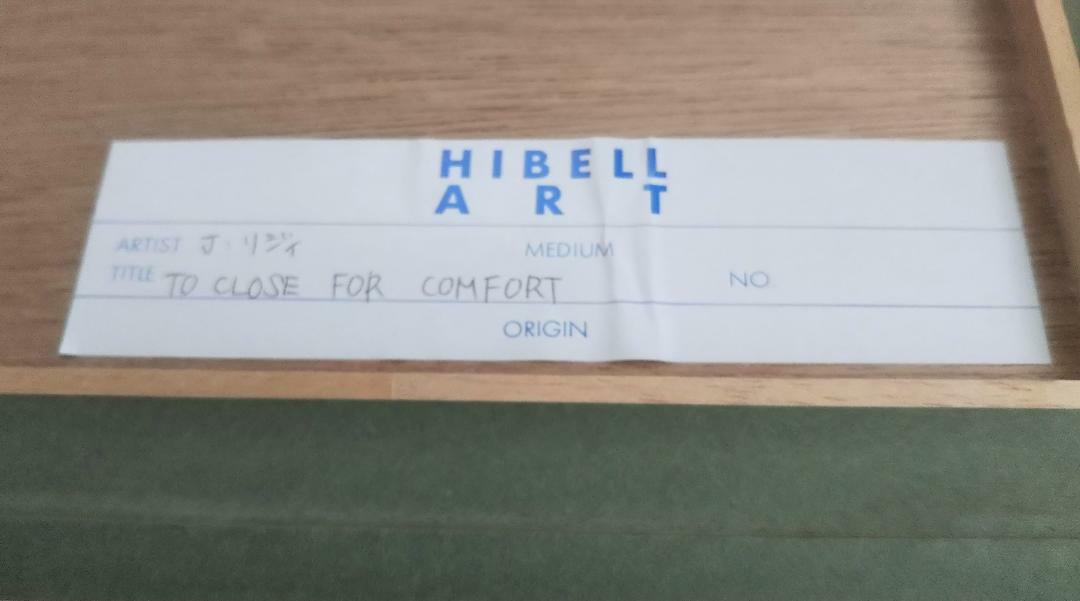 HIBELL
ART
ARTIST J. リジィ
MEDIUM
TITLE TO CLOSE FOR COMFORT
NO.
ORIGIN